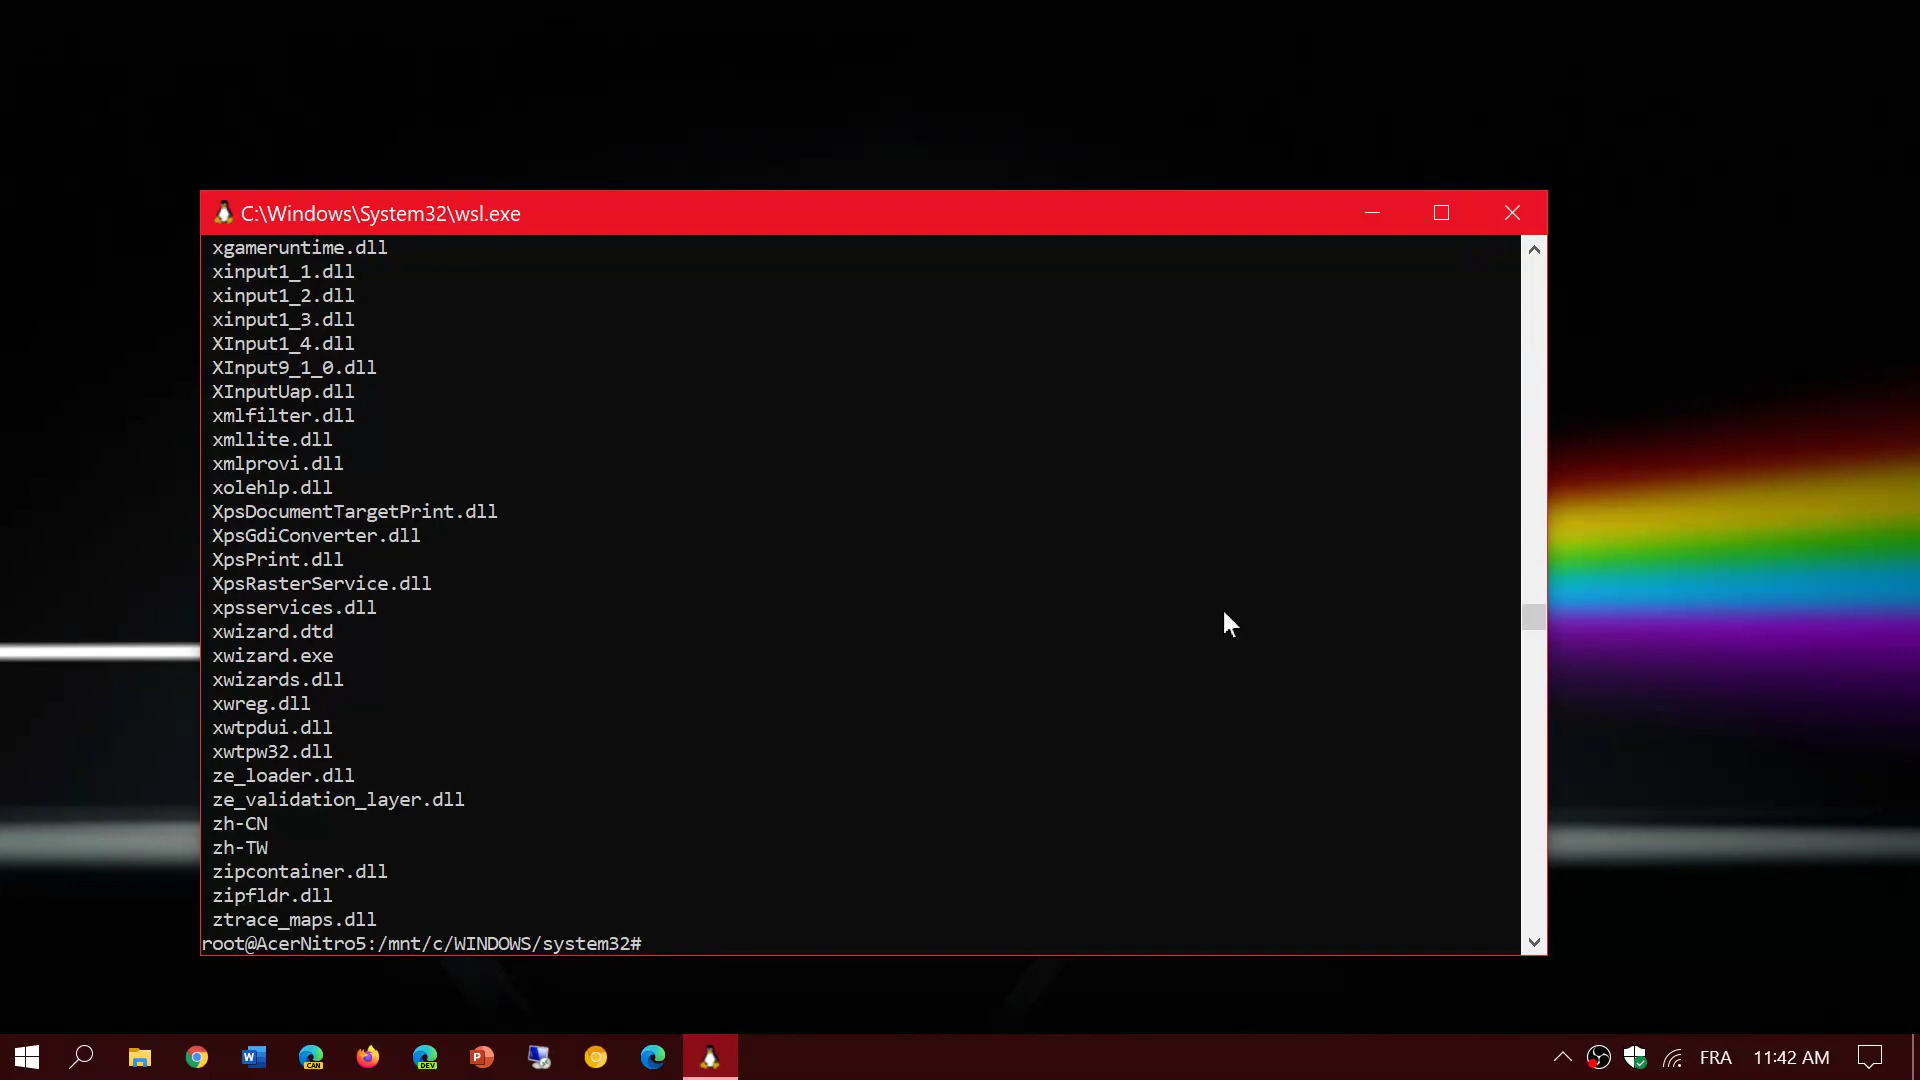 C:\Windows\System32\wsl.exe
xgameruntime.dll
xinput1_1.dll
xinput1_2.dll
xinput1_3.dll
XInput1_4.dll
XInput9_1_0.dll
XInputUap.dll
xmlfilter.dll
xmllite.dll
xmlprovi.dll
xolehlp.dll
XpsDocumentTargetPrint.dll
XpsGdiConverter.dll
XpsPrint.dll
XpsRasterService.dll
xpsservices.dll
xwizard.dtd
xwizard.exe
xwizards.dll
xwreg.dll
xwtpdui.dll
xwtpw32.dll
ze_loader.dll
ze_validation_layer.dll
zh-CN
zh-TW
zipcontainer.dll
zipfldr.dll
ztrace_maps.dll
root@AcerNitro5:/mnt/c/WINDOWS/system32#
W CAN DEV P FRA 11:42 AM